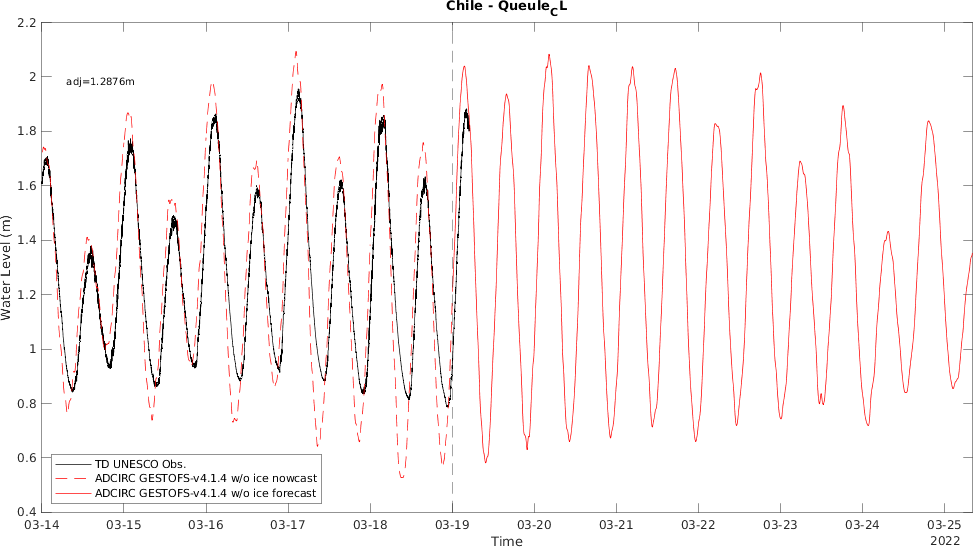 Chile - Queule_CL
2.2
2
1.8
1.6
1.4
1.2
1
0.8
0.6
0.4
Water Level (m)
adj=1.2876m
TD UNESCO Obs.
ADCIRC GESTOFS-v4.1.4 w/o ice nowcast
ADCIRC GESTOFS-v4.1.4 w/o ice forecast
03-14 03-15 03-16 03-17 03-18 03-19 03-20 03-21 03-22 03-23 03-24 03-25
2022
Time